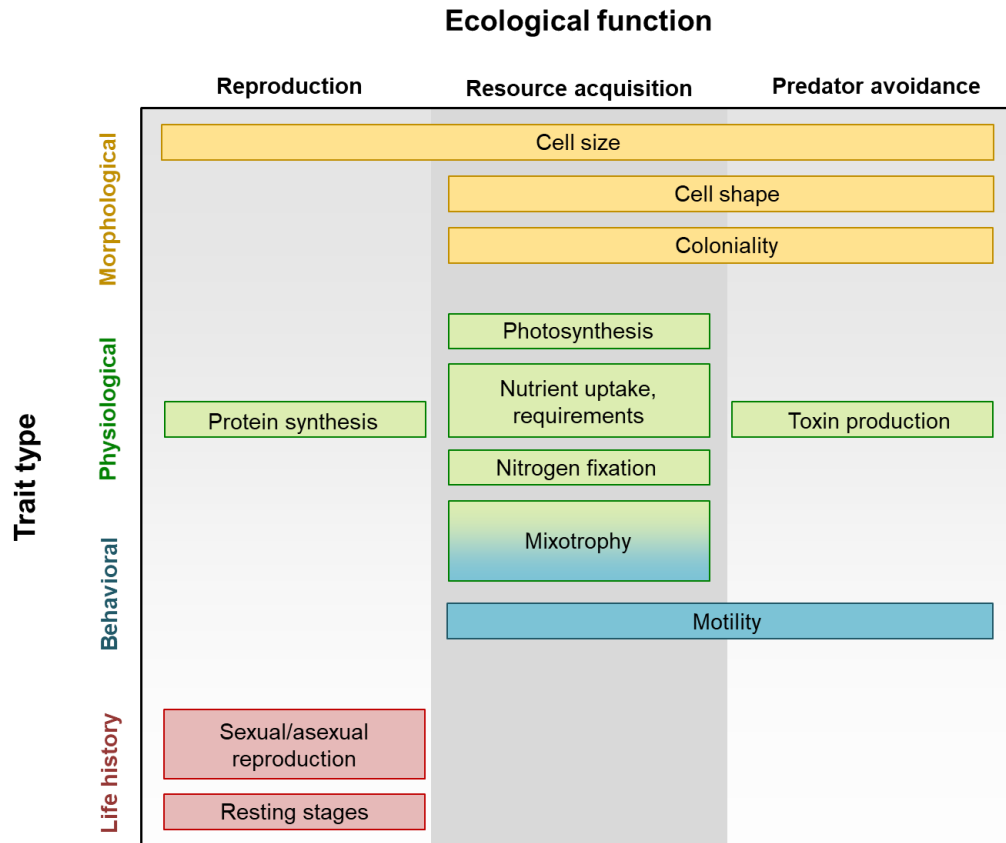 Ecological function
Reproduction
Resource acquisition
Predator avoidance
Trait type
Morphological
Cell size
Cell shape
Coloniality
Physiological
Photosynthesis
Nutrient uptake,
requirements
Protein synthesis
Toxin production
Nitrogen fixation
Mixotrophy
Behavioral
Motility
Life history
Sexual/asexual
reproduction
Resting stages